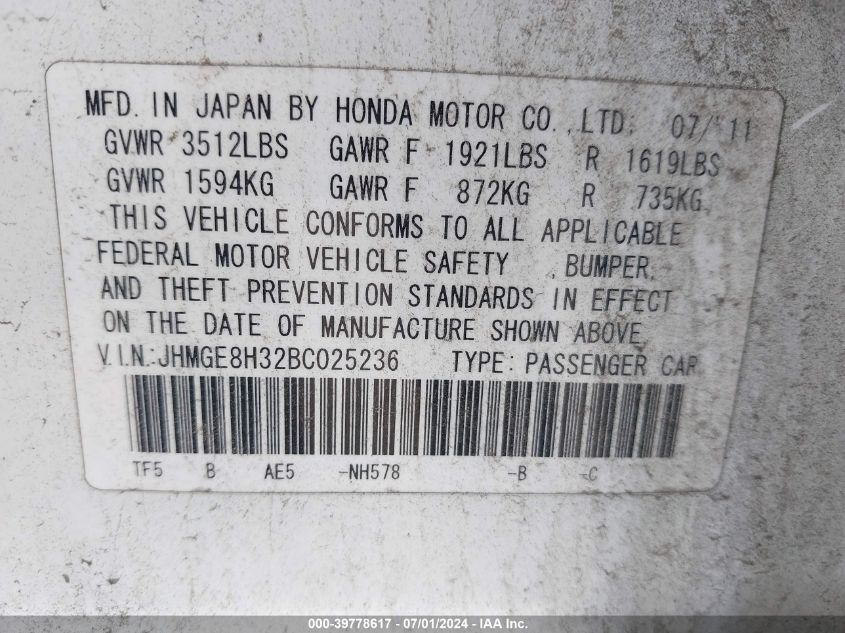 MFD. IN JAPAN BY HONDA MOTOR CO., LTD. 07/'11
GVWR 3512LBS GAWR F 1921LBS R 1619LBS
GVWR 1594KG GAWR F 872KG R 735KG
THIS VEHICLE CONFORMS TO ALL APPLICABLE
FEDERAL MOTOR VEHICLE SAFETY, BUMPER,
AND THEFT PREVENTION STANDARDS IN EFFECT
ON THE DATE OF MANUFACTURE SHOWN ABOVE.
V.I.N.:JHMGE8H32BC025236 TYPE: PASSENGER CAR
TF5 B AE5 -NH578 -B -C
000-39778617 - 07/01/2024 - IAA Inc.